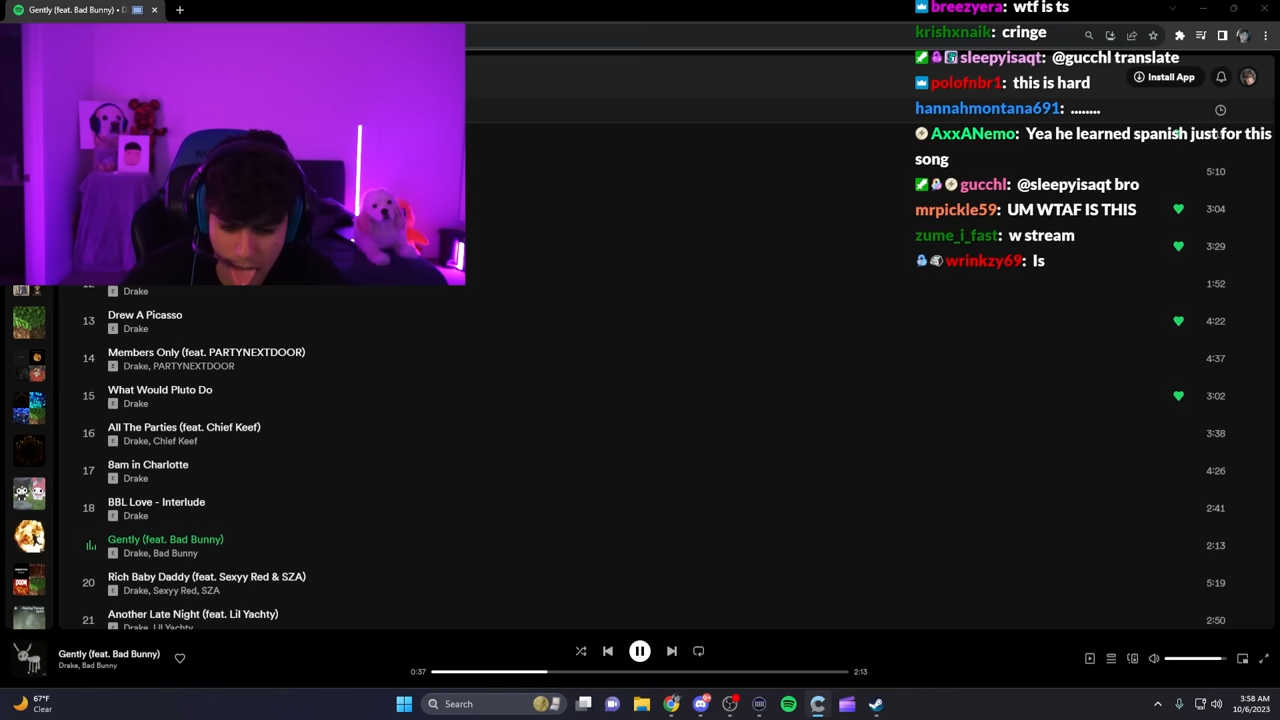 Gently (feat. Bad Bunny) • D
breezyera: wtf is ts
krishxnaik: cringe
sleepyisaqt: @gucchl translate
polofnbr1: this is hard
hannahmontana691: ........
AxxANemo: Yea he learned spanish just for this
song
gucchl: @sleepyisaqt bro
mrpickle59: UM WTAF IS THIS
zume_i_fast: w stream
wrinkzy69: ls
Install App
5:10
3:04
3:29
1:52
E Drake
13 Drew A Picasso 4:22
E Drake
14 Members Only (feat. PARTYNEXTDOOR) 4:37
E Drake, PARTYNEXTDOOR
15 What Would Pluto Do 3:02
E Drake
16 All The Parties (feat. Chief Keef) 3:38
E Drake, Chief Keef
17 8am in Charlotte 4:26
E Drake
18 BBL Love - Interlude 2:41
E Drake
Gently (feat. Bad Bunny) 2:13
E Drake, Bad Bunny
20 Rich Baby Daddy (feat. Sexyy Red & SZA) 5:19
E Drake, Sexyy Red, SZA
21 Another Late Night (feat. Lil Yachty) 2:50
Drake, Lil Yachty
Gently (feat. Bad Bunny)
Drake, Bad Bunny
0:37 2:13
67°F
Clear
Search
3:58 AM
10/6/2023